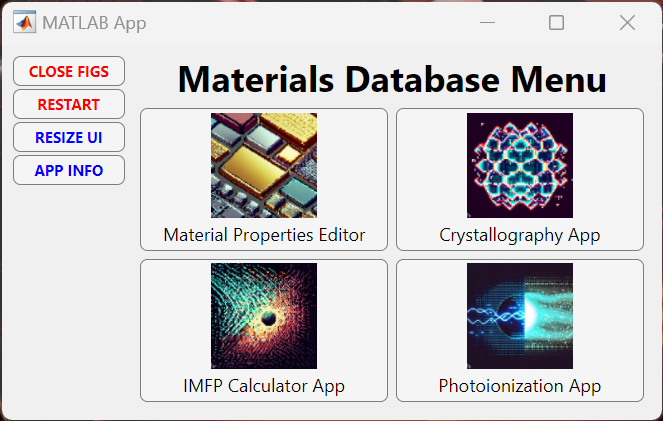 MATLAB App
CLOSE FIGS
RESTART
RESIZE UI
APP INFO
Materials Database Menu
Material Properties Editor
Crystallography App
IMFP Calculator App
Photoionization App